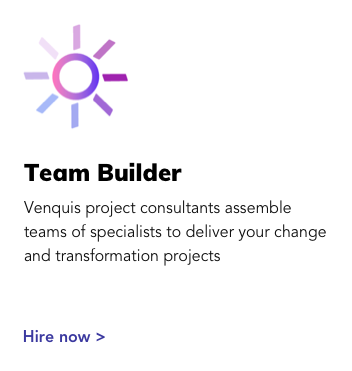 Team Builder
Venquis project consultants assemble
teams of specialists to deliver your change
and transformation projects
Hire now >